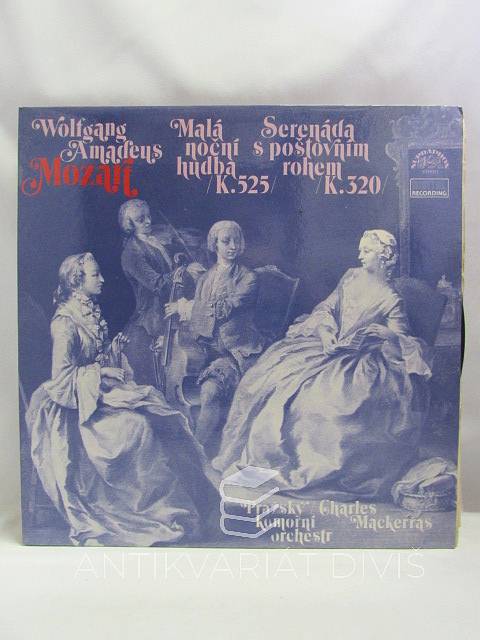 Wolfgang
Amadeus
Mozart
Malá
noční
hudba
/K.525/
Serenáda
s poštovním
rohem
/K.320/
SUPRAPHON
STEREO
RECORDING
Pražský
komorní
orchestr
/ Charles
Mackerras
ANTIKVARIÁT DIVIŠ